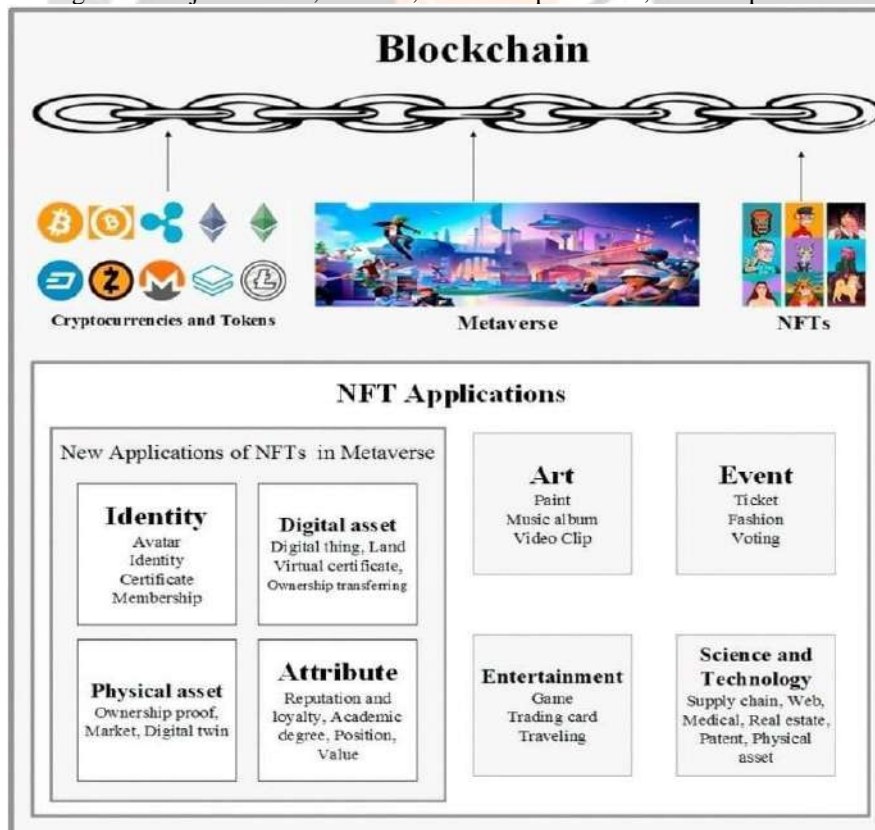 Blockchain
Cryptocurrencies and Tokens
Metaverse
NFTs
NFT Applications
New Applications of NFTs in Metaverse
Identity
Avatar
Identity
Certificate
Membership
Digital asset
Digital thing, Land
Virtual certificate,
Ownership transferring
Physical asset
Ownership proof,
Market, Digital twin
Attribute
Reputation and
loyalty, Academic
degree, Position,
Value
Art
Paint
Music album
Video Clip
Event
Ticket
Fashion
Voting
Entertainment
Game
Trading card
Traveling
Science and
Technology
Supply chain, Web,
Medical, Real estate,
Patent, Physical
asset